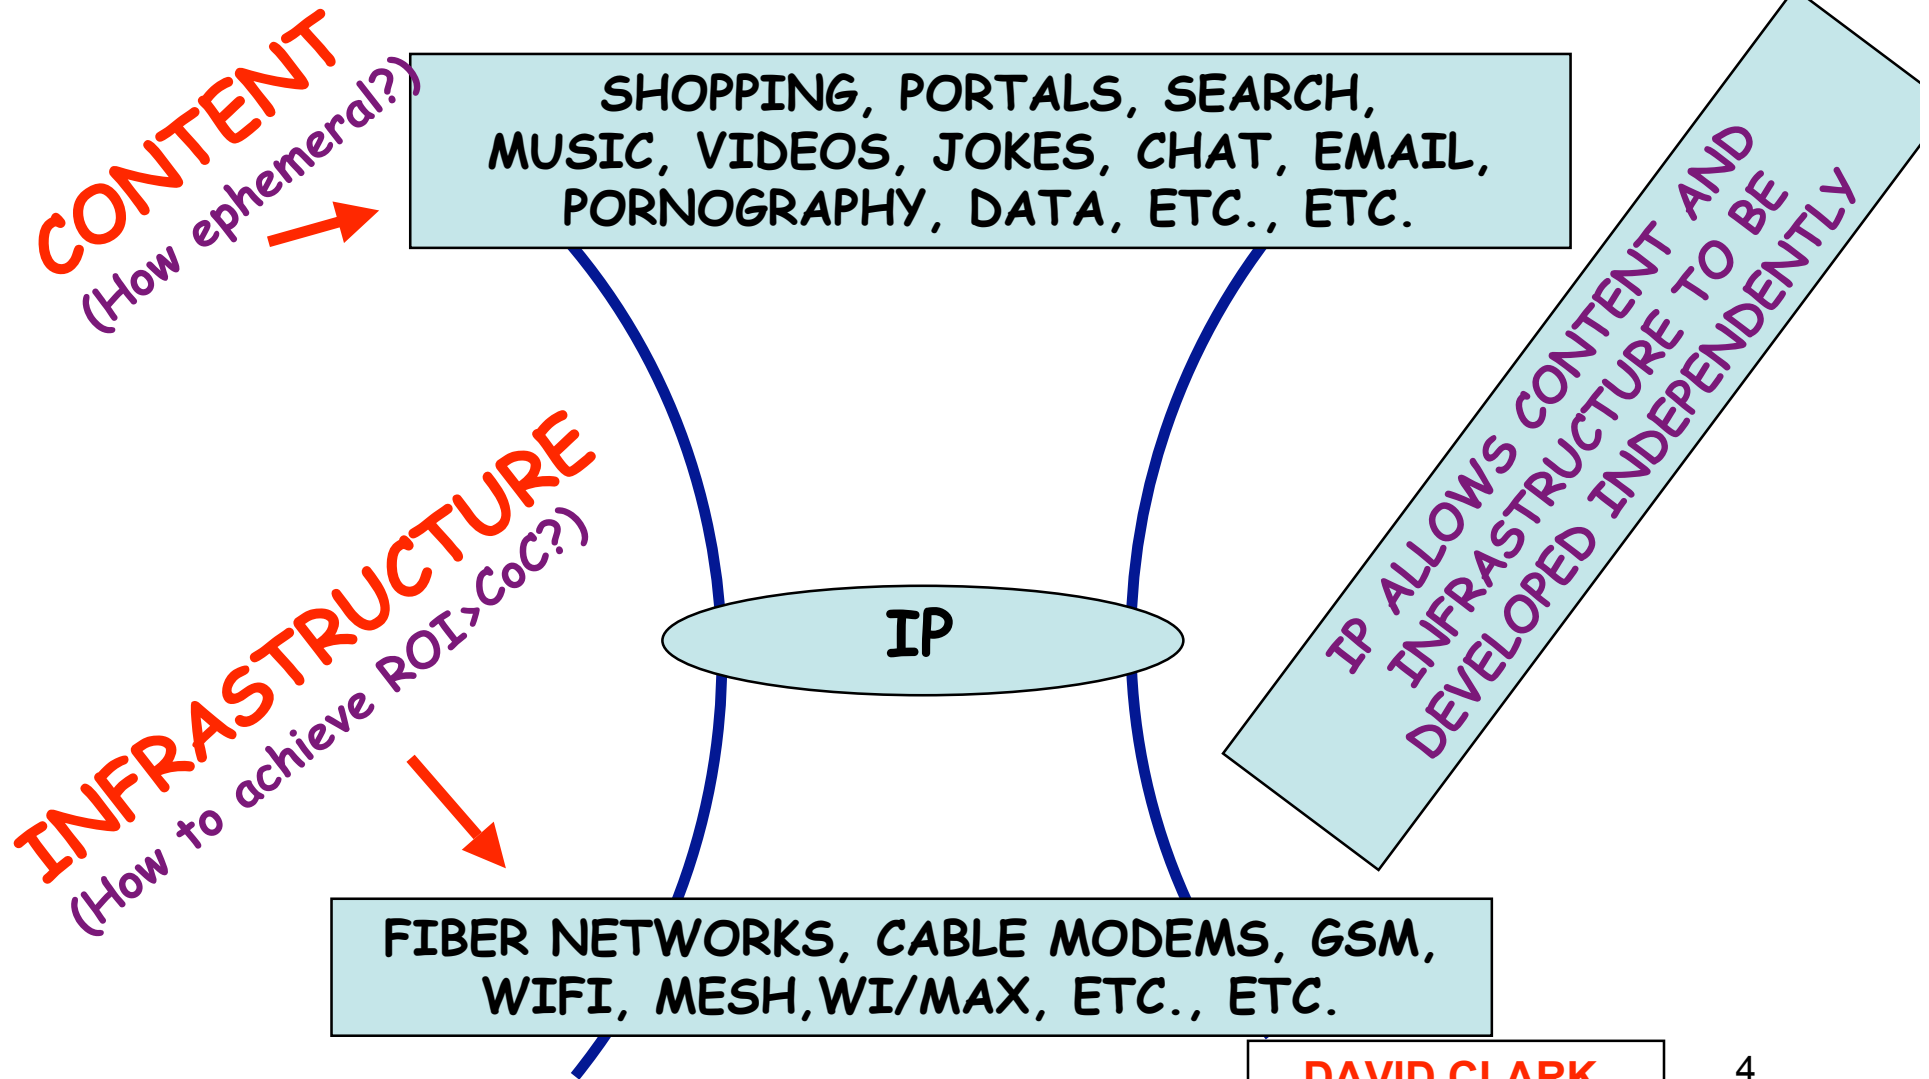 CONTENT
(How ephemeral?)
SHOPPING, PORTALS, SEARCH,
MUSIC, VIDEOS, JOKES, CHAT, EMAIL,
PORNOGRAPHY, DATA, ETC., ETC.
IP ALLOWS CONTENT AND
INFRASTRUCTURE TO BE
DEVELOPED INDEPENDENTLY
INFRASTRUCTURE
(How to achieve ROI>CoC?)
IP
FIBER NETWORKS, CABLE MODEMS, GSM,
WIFI, MESH,WI/MAX, ETC., ETC.
DAVID CLARK
4